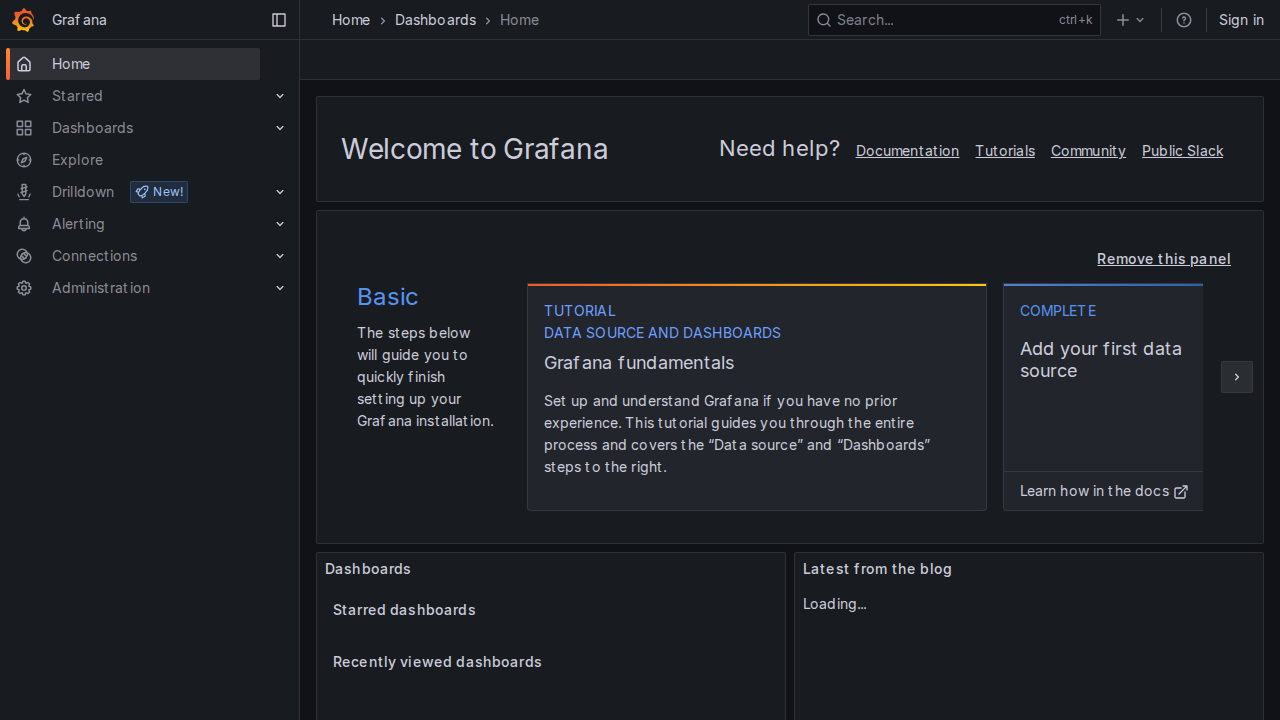 Grafana
Home > Dashboards > Home
Search...
ctrl+k
Sign in
Home
Starred
Dashboards
Explore
Drilldown New!
Alerting
Connections
Administration
Welcome to Grafana
Need help? Documentation Tutorials Community Public Slack
Remove this panel
Basic
The steps below
will guide you to
quickly finish
setting up your
Grafana installation.
TUTORIAL
DATA SOURCE AND DASHBOARDS
Grafana fundamentals
Set up and understand Grafana if you have no prior
experience. This tutorial guides you through the entire
process and covers the “Data source” and “Dashboards”
steps to the right.
COMPLETE
Add your first data
source
Learn how in the docs
Dashboards
Starred dashboards
Recently viewed dashboards
Latest from the blog
Loading...